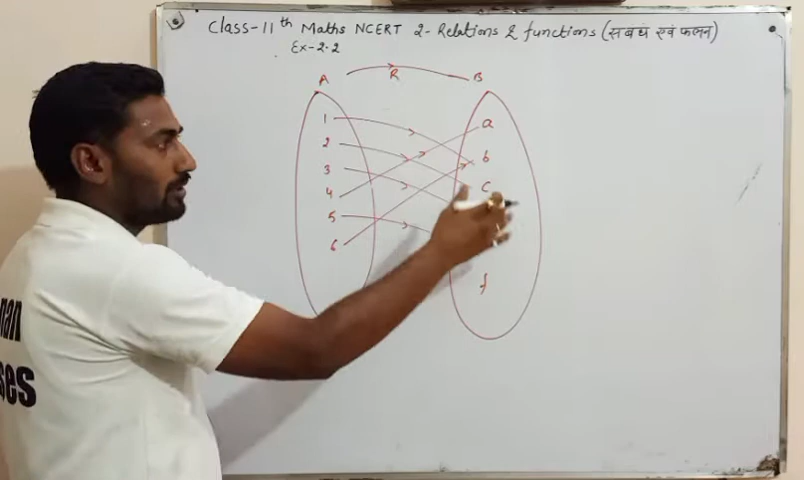 Class-11th Maths NCERT 2- Relations & functions (सबंध एवं फलन)
Ex-2.2
A R B
1 a
2 b
3 c
4
5
6
f
ses